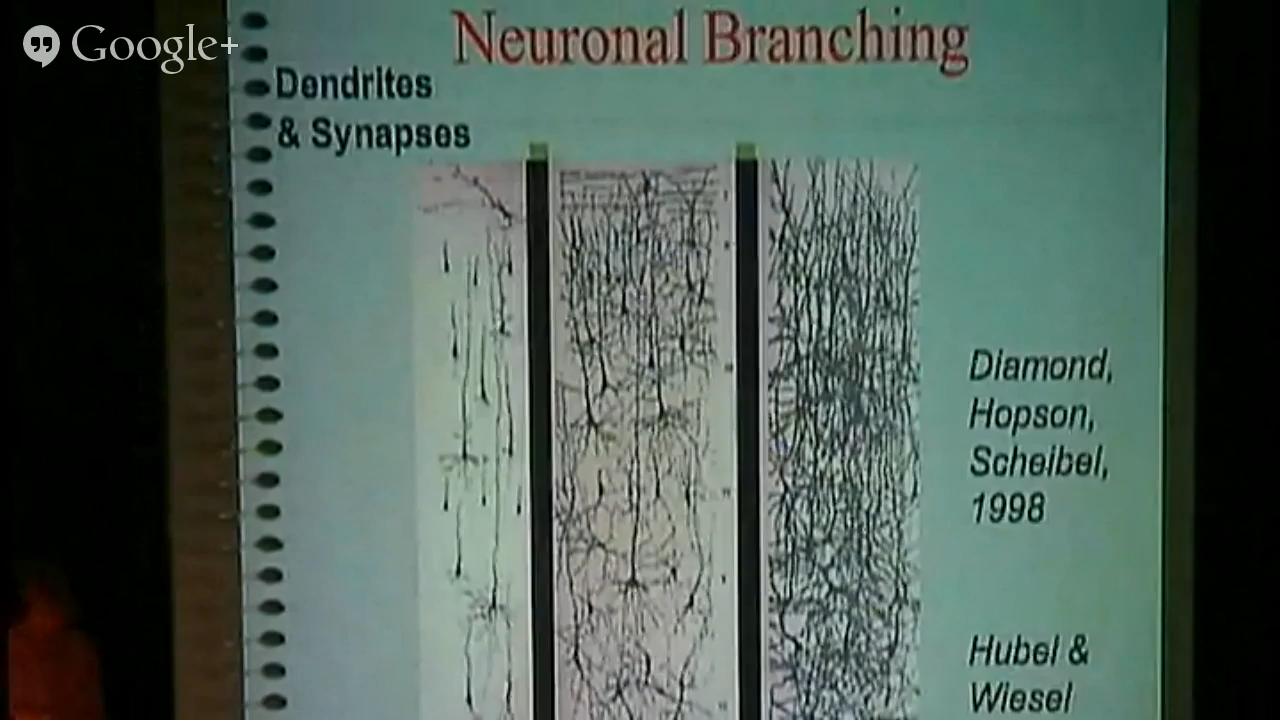 Google+
Neuronal Branching
Dendrites
& Synapses
Diamond,
Hopson,
Scheibel,
1998
Hubel &
Wiesel